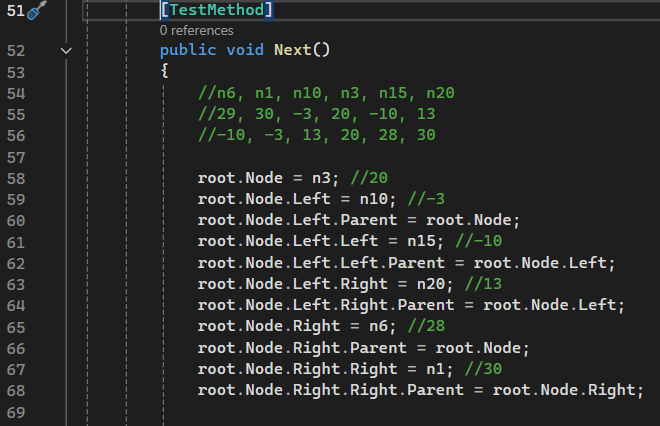 51 [TestMethod]
0 references
52 public void Next()
53 {
54 //n6, n1, n10, n3, n15, n20
55 //29, 30, -3, 20, -10, 13
56 //-10, -3, 13, 20, 28, 30
57
58 root.Node = n3; //20
59 root.Node.Left = n10; //-3
60 root.Node.Left.Parent = root.Node;
61 root.Node.Left.Left = n15; //-10
62 root.Node.Left.Left.Parent = root.Node.Left;
63 root.Node.Left.Right = n20; //13
64 root.Node.Left.Right.Parent = root.Node.Left;
65 root.Node.Right = n6; //28
66 root.Node.Right.Parent = root.Node;
67 root.Node.Right.Right = n1; //30
68 root.Node.Right.Right.Parent = root.Node.Right;
69